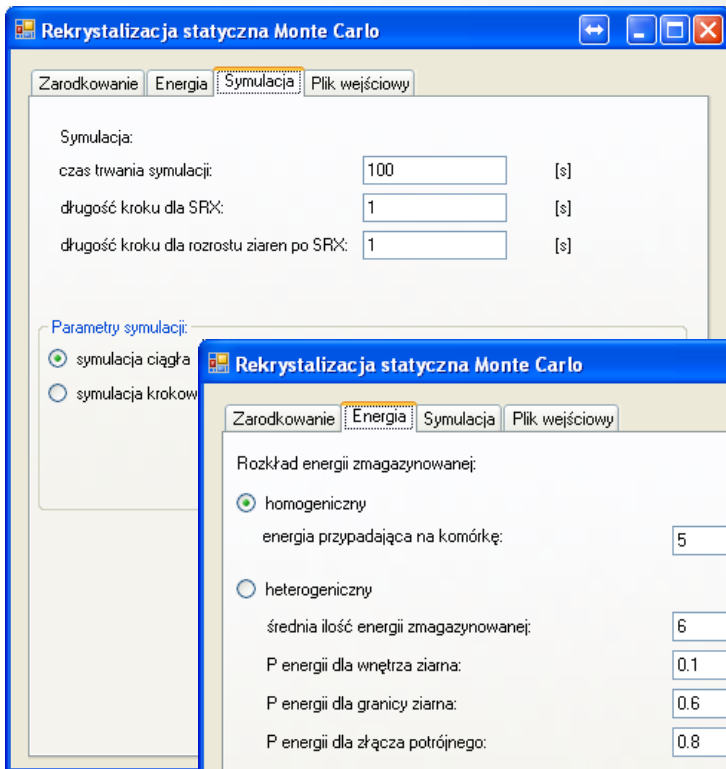 Rekrystalizacja statyczna Monte Carlo
Zarodkowanie Energia Symulacja Plik wejściowy
Symulacja:
czas trwania symulacji: 100 [s]
długość kroku dla SRX: 1 [s]
długość kroku dla rozrostu ziaren po SRX: 1 [s]
Parametry symulacji:
symulacja ciągła
symulacja krokow
Rekrystalizacja statyczna Monte Carlo
Zarodkowanie Energia Symulacja Plik wejściowy
Rozkład energii zmagazynowanej:
homogeniczny
energia przypadająca na komórkę: 5
heterogeniczny
średnia ilość energii zmagazynowanej: 6
P energii dla wnętrza ziarna: 0.1
P energii dla granicy ziarna: 0.6
P energii dla złącza potrójnego: 0.8